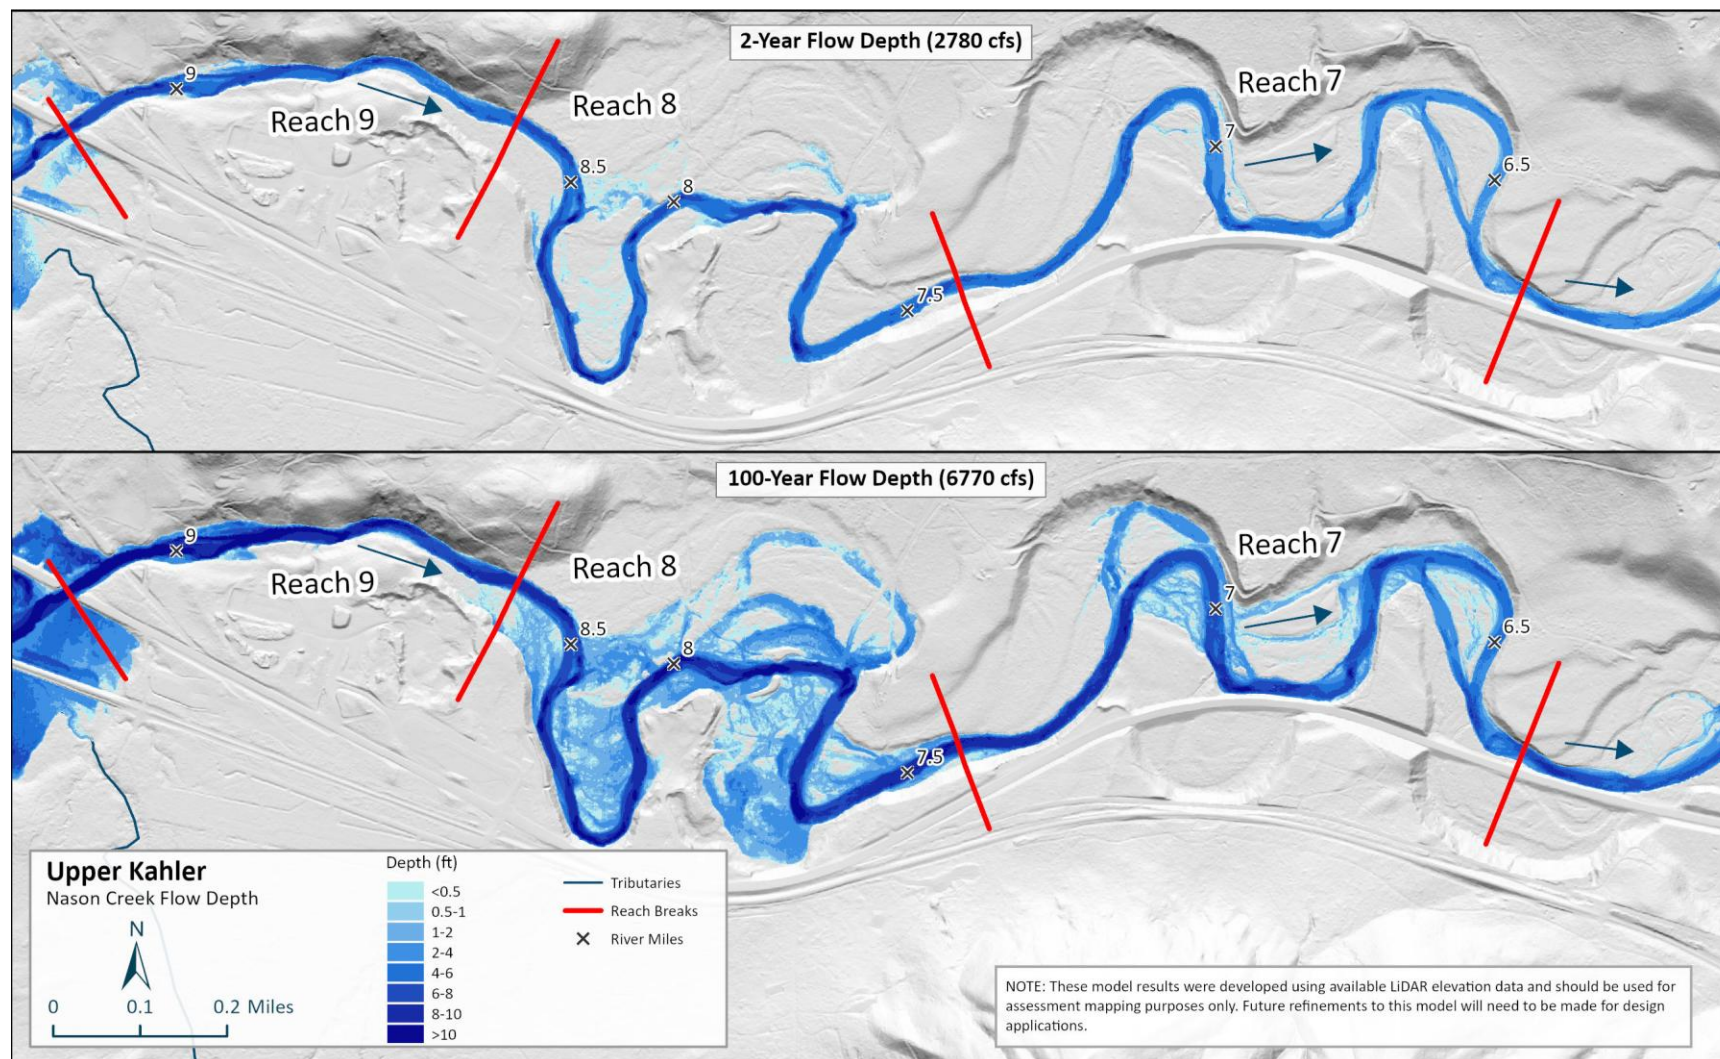 2-Year Flow Depth (2780 cfs)
9
Reach 9
Reach 8
8.5
8
7.5
Reach 7
7
6.5
100-Year Flow Depth (6770 cfs)
9
Reach 9
Reach 8
8.5
8
7.5
Reach 7
7
6.5
Upper Kahler
Nason Creek Flow Depth
N
0 0.1 0.2 Miles
Depth (ft)
<0.5
0.5-1
1-2
2-4
4-6
6-8
8-10
>10
Tributaries
Reach Breaks
River Miles
NOTE: These model results were developed using available LiDAR elevation data and should be used for
assessment mapping purposes only. Future refinements to this model will need to be made for design
applications.